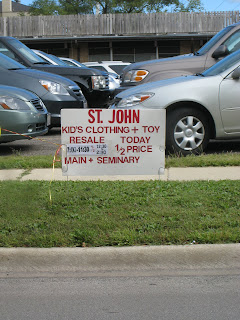 ST. JOHN
KID'S CLOTHING + TOY
RESALE TODAY
1/2 PRICE
MAIN + SEMINARY